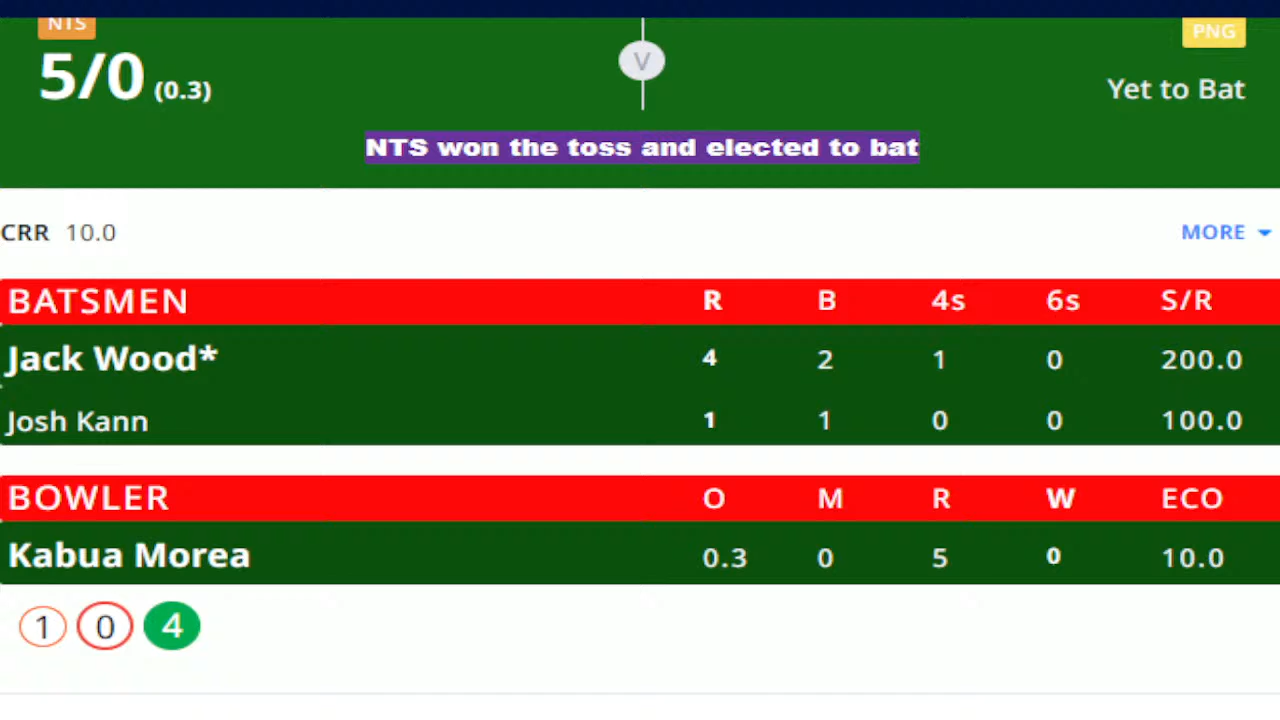 NTS PNG
5/0 (0.3) V Yet to Bat
NTS won the toss and elected to bat
CRR 10.0 MORE
BATSMEN R B 4s 6s S/R
Jack Wood* 4 2 1 0 200.0
Josh Kann 1 1 0 0 100.0
BOWLER O M R W ECO
Kabua Morea 0.3 0 5 0 10.0
1 0 4